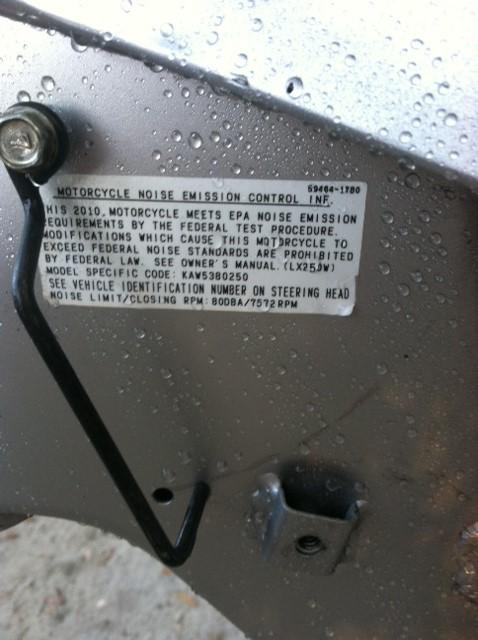 59464-1780
MOTORCYCLE NOISE EMISSION CONTROL INF.
HIS 2010. MOTORCYCLE MEETS EPA NOISE EMISSION
REQUIREMENTS BY THE FEDERAL TEST PROCEDURE.
MODIFICATIONS WHICH CAUSE THIS MOTORCYCLE TO
EXCEED FEDERAL NOISE STANDARDS ARE PROHIBITED
BY FEDERAL LAW. SEE OWNER'S MANUAL.
MODEL SPECIFIC CODE: KAW5380250
SEE VEHICLE IDENTIFICATION NUMBER ON STEERING HEAD
NOISE LIMIT/CLOSING RPM: 80DBA/7572RPM